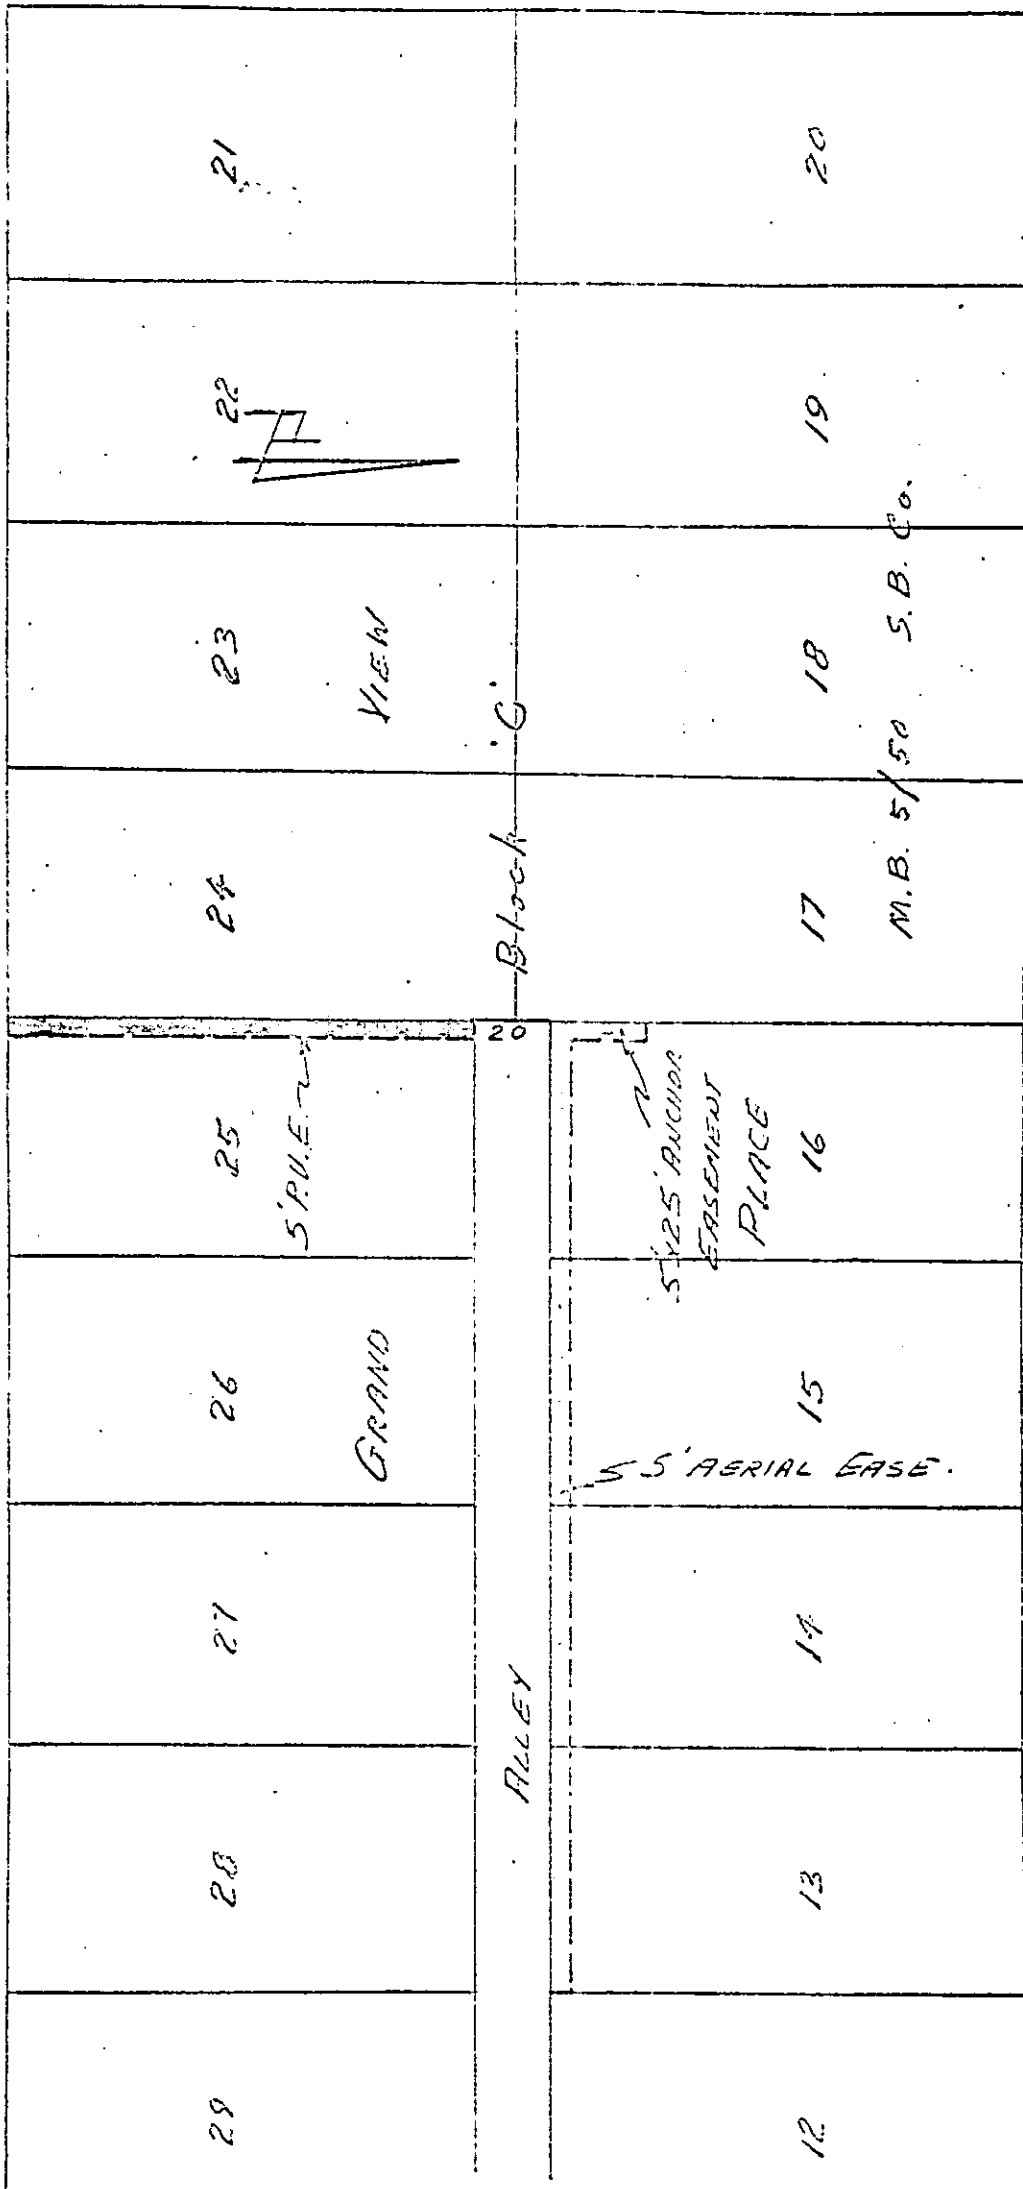 29 28 27 26 25 24 23 22 21
5' P.U.E.
GRAND VIEW
ALLEY 20 Block 'C'
5'X25' ANCHOR
EASEMENT
PLACE
5' AERIAL EASE.
12 13 14 15 16 17 18 19 20
M.B. 5/50 S.B. Co.